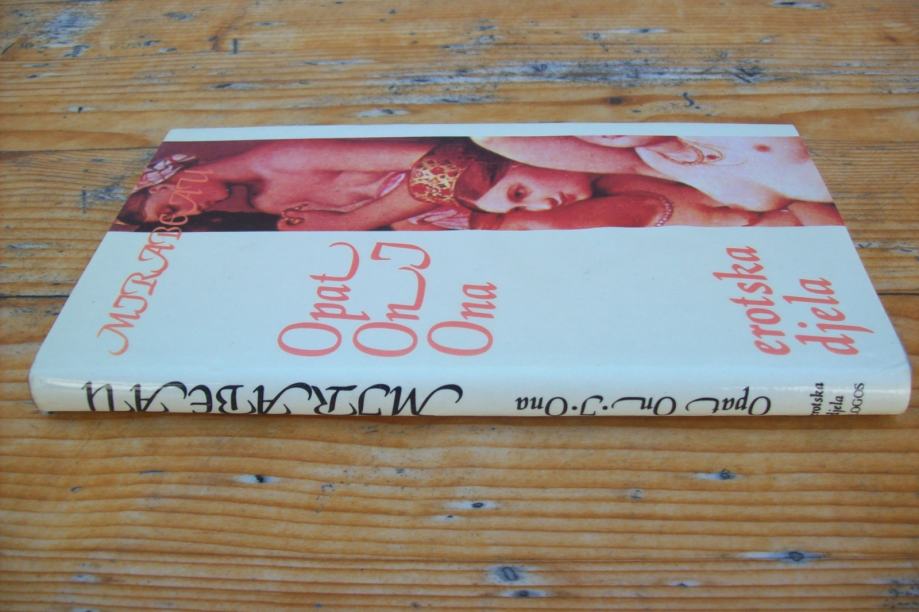 MIRABEAU
Opat
On I
Ona
erotska
djela
MIRABEAU
Opat On I Ona
erotska
djela
LOGOS